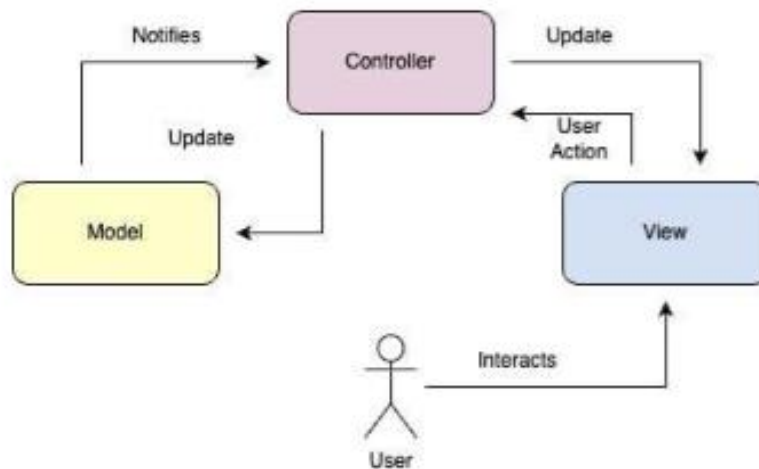 Notifies
Controller
Update
Update
User
Action
Model
View
Interacts
User